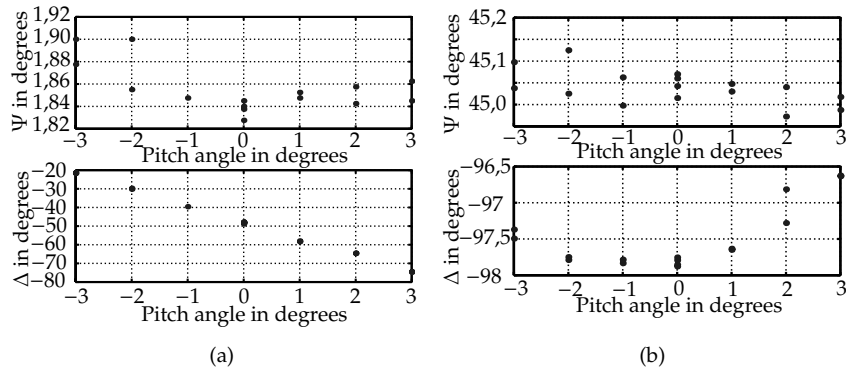 1,92
1,90
1,88
1,86
1,84
1,82
Ψ in degrees
−3 −2 −1 0 1 2 3
Pitch angle in degrees
−20
−30
−40
−50
−60
−70
−80
Δ in degrees
−3 −2 −1 0 1 2 3
Pitch angle in degrees
(a)
45,2
45,1
45,0
Ψ in degrees
−3 −2 −1 0 1 2 3
Pitch angle in degrees
−96,5
−97
−97,5
−98
Δ in degrees
−3 −2 −1 0 1 2 3
Pitch angle in degrees
(b)